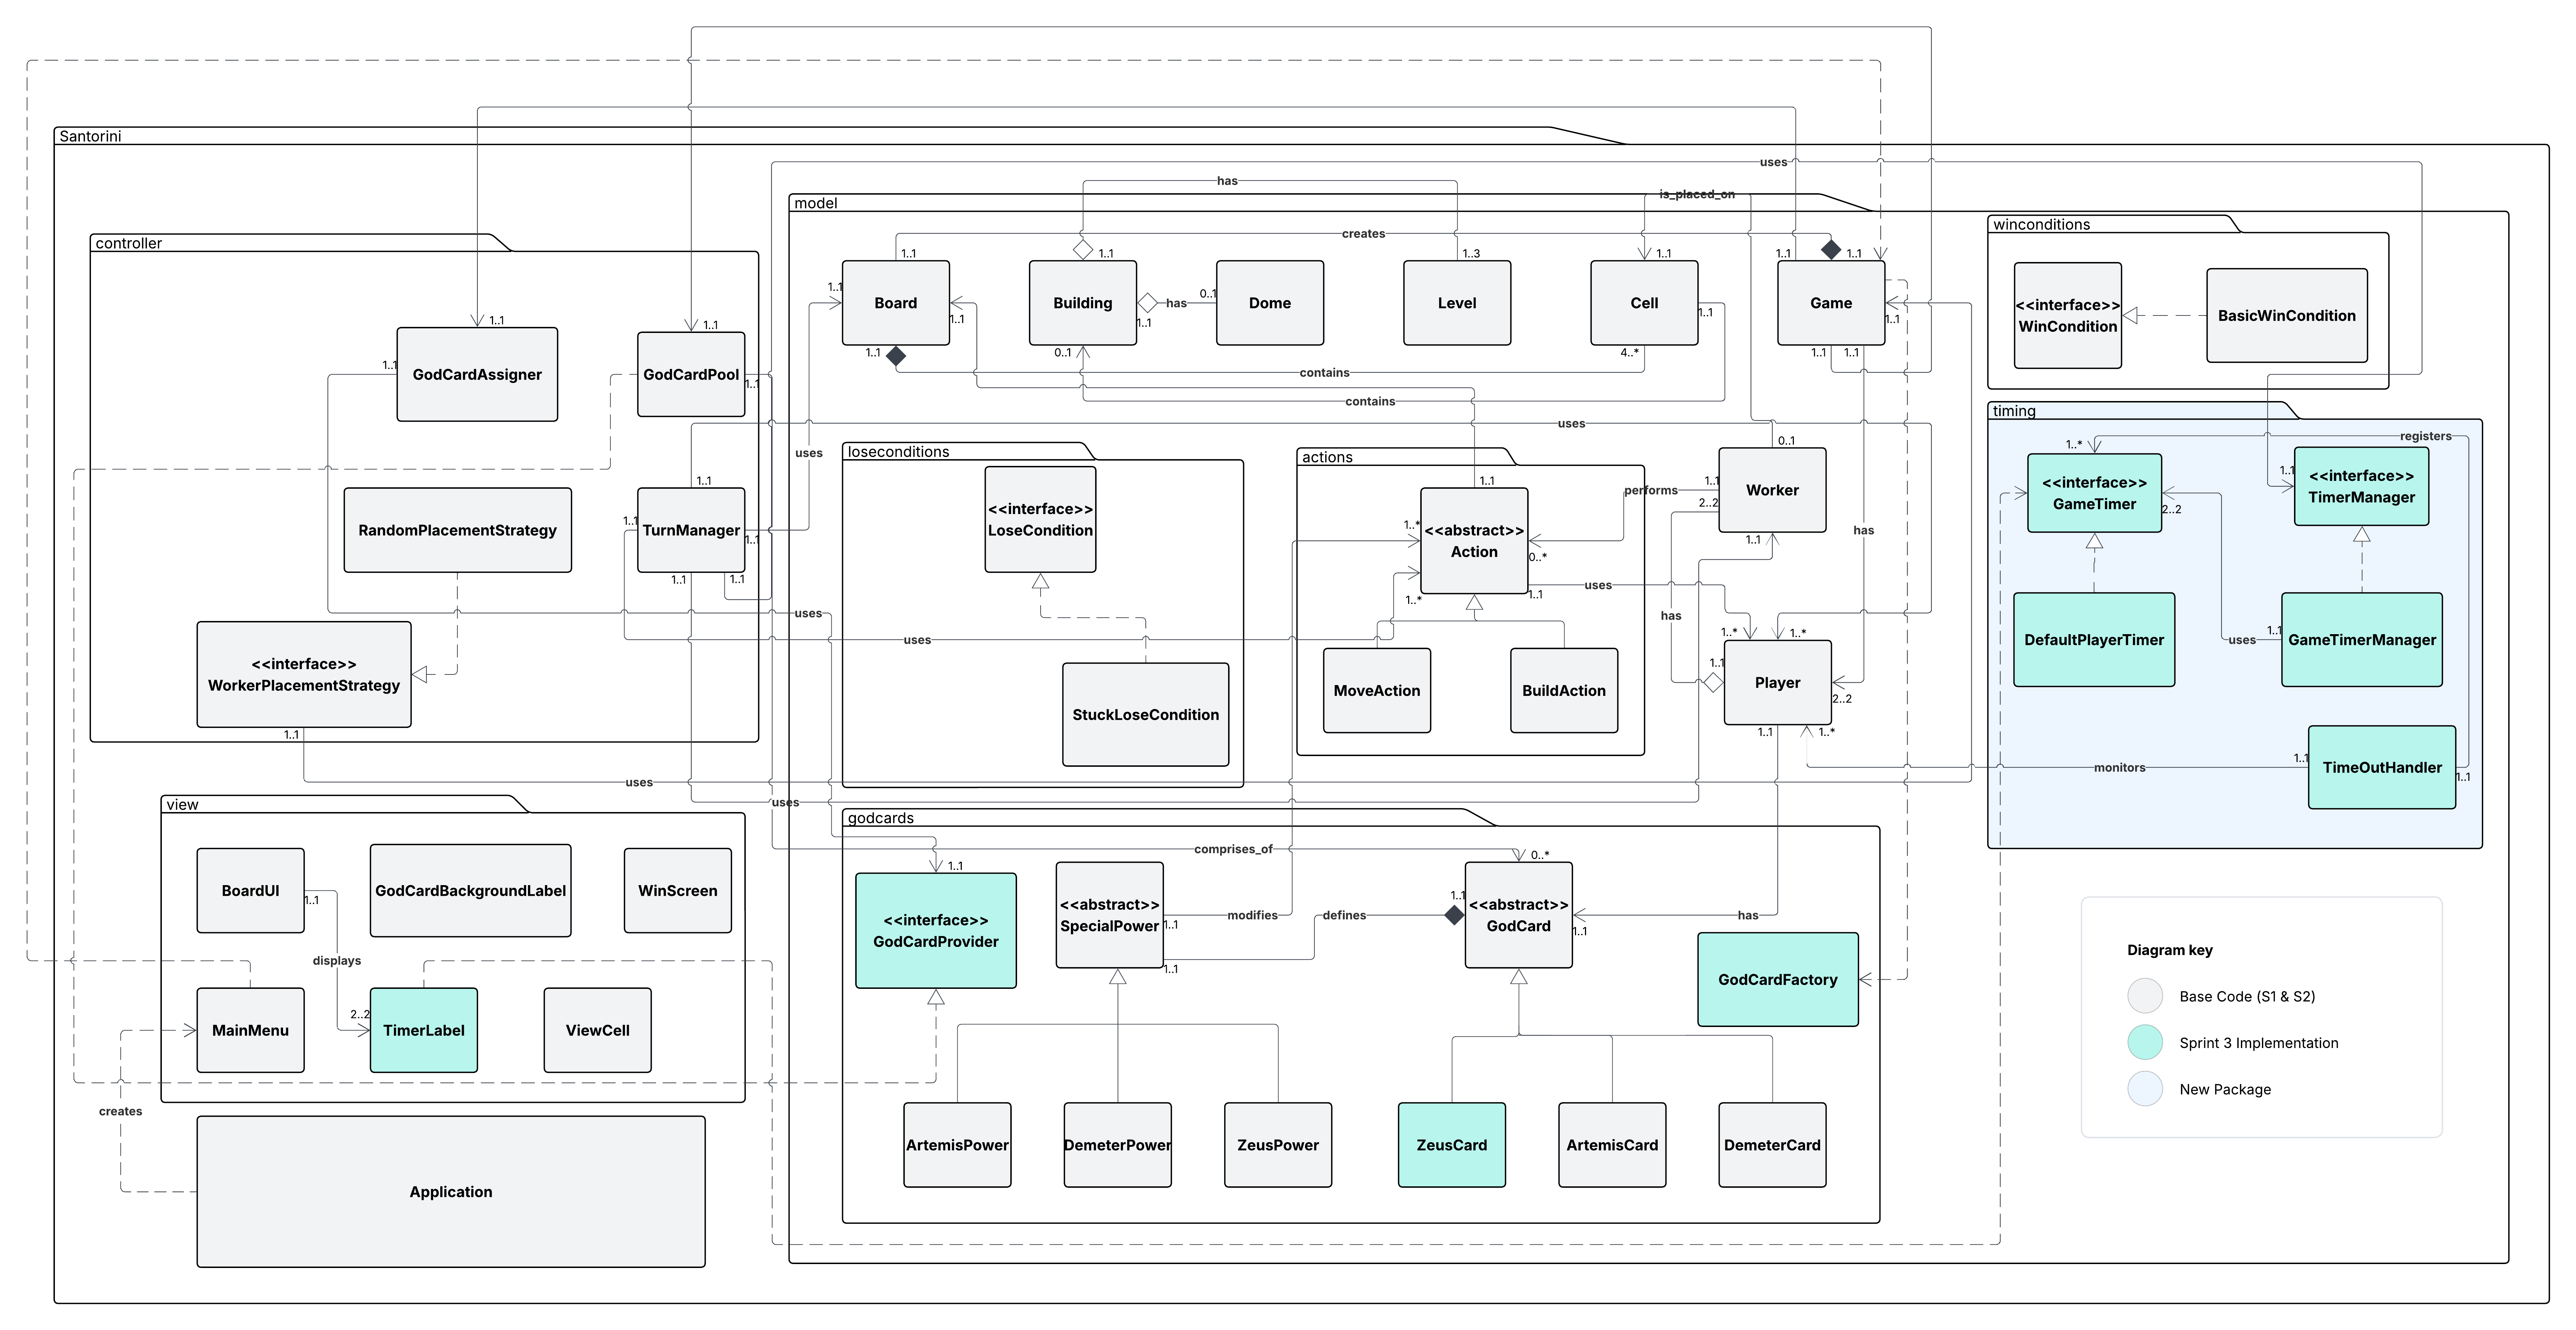 Santorini
uses
has
is_placed_on
model
winconditions
controller
creates
1..1
1..1
1..3
1..1
1..1
1..1
Board
Building
Dome
Level
Cell
Game
<<interface>>
WinCondition
BasicWinCondition
1..1
1..1
has
0..1
1..1
1..1
1..1
1..1
0..1
4..*
1..1
1..1
contains
contains
1..1
1..1
GodCardAssigner
1..1
GodCardPool
1..1
timing
uses
registers
1..*
<<interface>>
GameTimer
2..2
1..1
<<interface>>
TimerManager
DefaultPlayerTimer
uses
1..1
GameTimerManager
monitors
1..1
TimeOutHandler
1..1
RandomPlacementStrategy
1..1
1..1
TurnManager
1..1
1..1
1..1
uses
<<interface>>
WorkerPlacementStrategy
1..1
uses
uses
uses
uses
loseconditions
<<interface>>
LoseCondition
StuckLoseCondition
actions
1..1
1..*
<<abstract>>
Action
0..*
1..*
1..1
MoveAction
BuildAction
performs
0..1
1..1
2..2
Worker
1..1
uses
has
has
1..*
1..*
1..1
Player
2..2
1..1
1..*
view
BoardUI
1..1
GodCardBackgroundLabel
WinScreen
displays
2..2
MainMenu
TimerLabel
ViewCell
creates
Application
godcards
comprises_of
0..*
1..1
<<interface>>
GodCardProvider
<<abstract>>
SpecialPower
1..1
1..1
modifies
defines
1..1
<<abstract>>
GodCard
1..1
has
GodCardFactory
ArtemisPower
DemeterPower
ZeusPower
ZeusCard
ArtemisCard
DemeterCard
Diagram key
Base Code (S1 & S2)
Sprint 3 Implementation
New Package